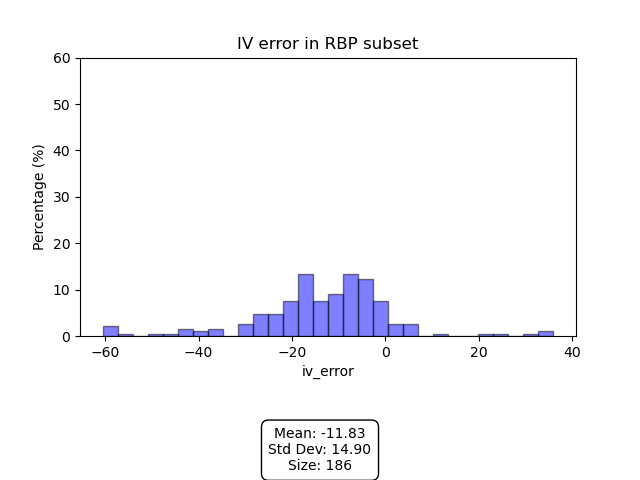 IV error in RBP subset
60
50
40
30
20
10
0
Percentage (%)
−60 −40 −20 0 20 40
iv_error
Mean: -11.83
Std Dev: 14.90
Size: 186